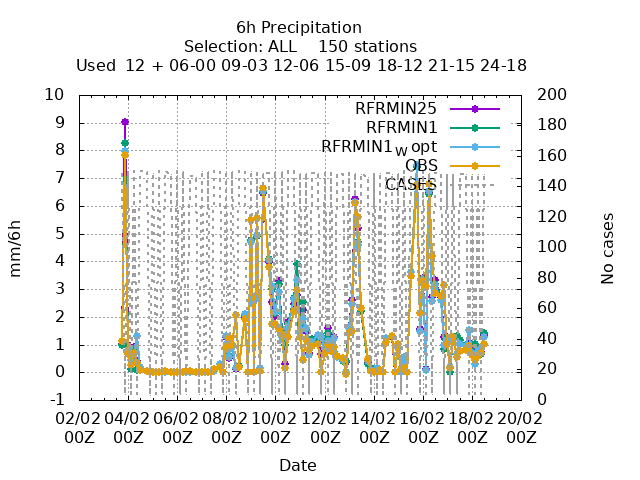 6h Precipitation
Selection: ALL 150 stations
Used 12 + 06-00 09-03 12-06 15-09 18-12 21-15 24-18
10 200
9 180
8 160
7 140
6 120
5 100
4 80
3 60
2 40
1 20
0 0
-1
RFRMIN25
RFRMIN1
RFRMIN1w opt
OBS
CASES
mm/6h
No cases
02/02 04/02 06/02 08/02 10/02 12/02 14/02 16/02 18/02 20/02
00Z 00Z 00Z 00Z 00Z 00Z 00Z 00Z 00Z 00Z
Date